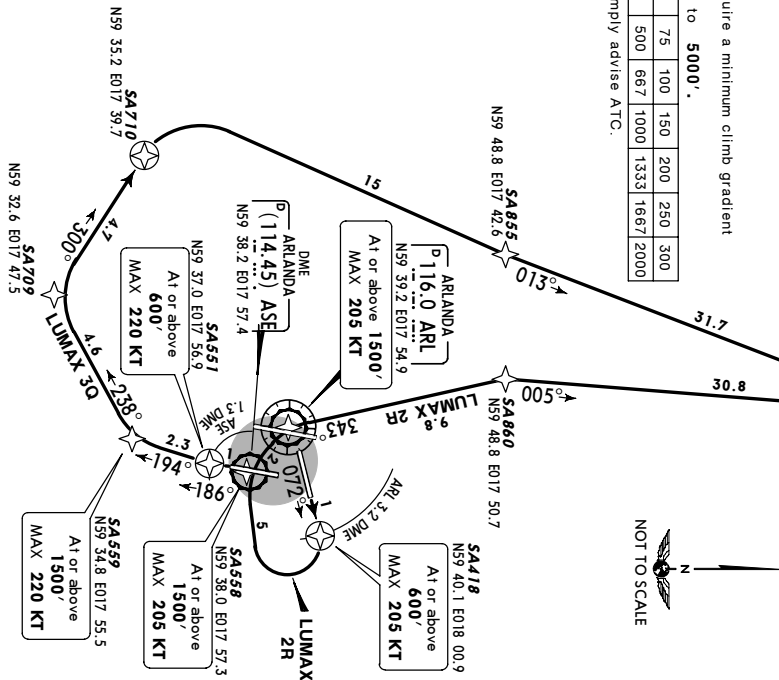 uire a minimum climb gradient
to 5000'.
75 100 150 200 250 300
500 667 1000 1333 1667 2000
mply advise ATC.
NOT TO SCALE
N
31.7
30.8
013°
005°
SA855
N59 48.8 E017 42.6
SA860
N59 48.8 E017 50.7
15
9.8
LUMAX 2R
343°
ARLANDA
D 116.0 ARL
N59 39.2 E017 54.9
At or above 1500'
MAX 205 KT
DME
ARLANDA
D (114.45) ASE
N59 38.2 E017 57.4
SA418
N59 40.1 E018 00.9
At or above
600'
MAX 205 KT
ARL 3.2 DME
072°
1
2
5
LUMAX
2R
ASE
1.3 DME
1
186°
SA551
N59 37.0 E017 56.9
At or above
600'
MAX 220 KT
SA558
N59 38.0 E017 57.3
At or above
1500'
MAX 205 KT
194°
2.3
SA559
N59 34.8 E017 55.5
At or above
1500'
MAX 220 KT
238°
4.6
LUMAX 3Q
SA709
N59 32.6 E017 47.5
300°
4.7
SA710
N59 35.2 E017 39.7